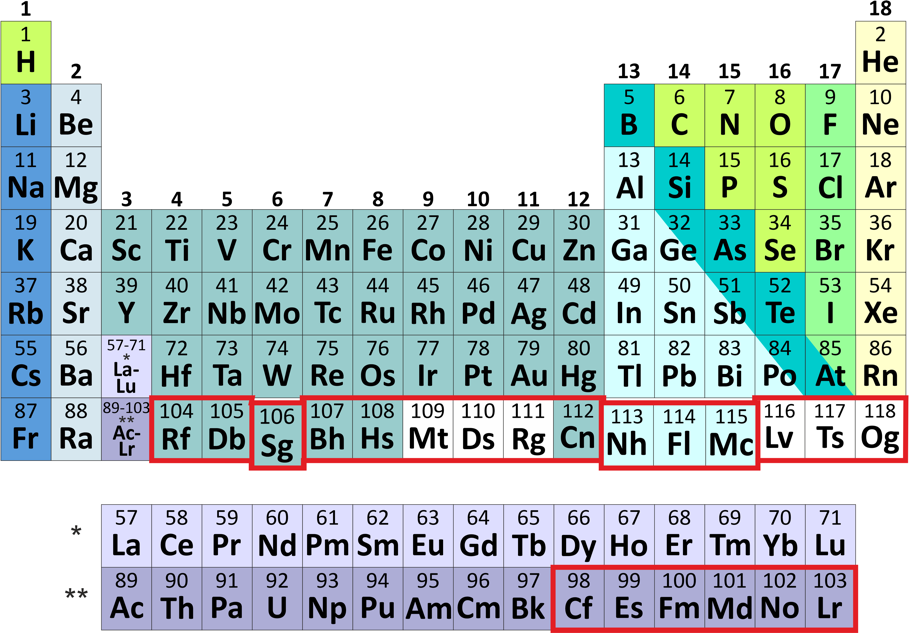 1 18
1 2
H 2 He
13 14 15 16 17
3 4 5 6 7 8 9 10
Li Be B C N O F Ne
11 12 13 14 15 16 17 18
Na Mg Al Si P S Cl Ar
3 4 5 6 7 8 9 10 11 12
19 20 21 22 23 24 25 26 27 28 29 30 31 32 33 34 35 36
K Ca Sc Ti V Cr Mn Fe Co Ni Cu Zn Ga Ge As Se Br Kr
37 38 39 40 41 42 43 44 45 46 47 48 49 50 51 52 53 54
Rb Sr Y Zr Nb Mo Tc Ru Rh Pd Ag Cd In Sn Sb Te I Xe
55 56 57-71 72 73 74 75 76 77 78 79 80 81 82 83 84 85 86
*
Cs Ba La- Hf Ta W Re Os Ir Pt Au Hg Tl Pb Bi Po At Rn
Lu
87 88 89-103 104 105 106 107 108 109 110 111 112 113 114 115 116 117 118
**
Fr Ra Ac- Rf Db Sg Bh Hs Mt Ds Rg Cn Nh Fl Mc Lv Ts Og
Lr
57 58 59 60 61 62 63 64 65 66 67 68 69 70 71
* La Ce Pr Nd Pm Sm Eu Gd Tb Dy Ho Er Tm Yb Lu
89 90 91 92 93 94 95 96 97 98 99 100 101 102 103
** Ac Th Pa U Np Pu Am Cm Bk Cf Es Fm Md No Lr